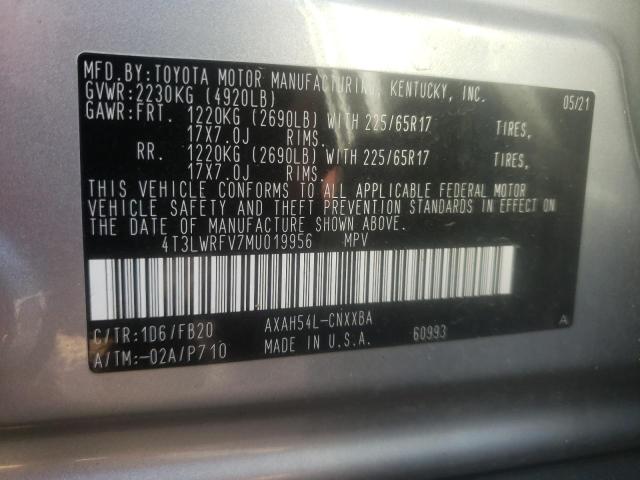 MFD.BY:TOYOTA MOTOR MANUFACTURING, KENTUCKY, INC.
GVWR:2230KG (4920LB) 05/21
GAWR:FRT. 1220KG (2690LB) WITH 225/65R17 TIRES,
17X7.0J RIMS.
RR. 1220KG (2690LB) WITH 225/65R17 TIRES,
17X7.0J RIMS.
THIS VEHICLE CONFORMS TO ALL APPLICABLE FEDERAL MOTOR
VEHICLE SAFETY AND THEFT PREVENTION STANDARDS IN EFFECT ON
THE DATE OF MANUFACTURE SHOWN ABOVE.
4T3LWRFV7MU019956 MPV
C/TR:1D6/FB20 AXAH54L-CNXXBA 60993 A
A/TM:-02A/P710 MADE IN U.S.A.